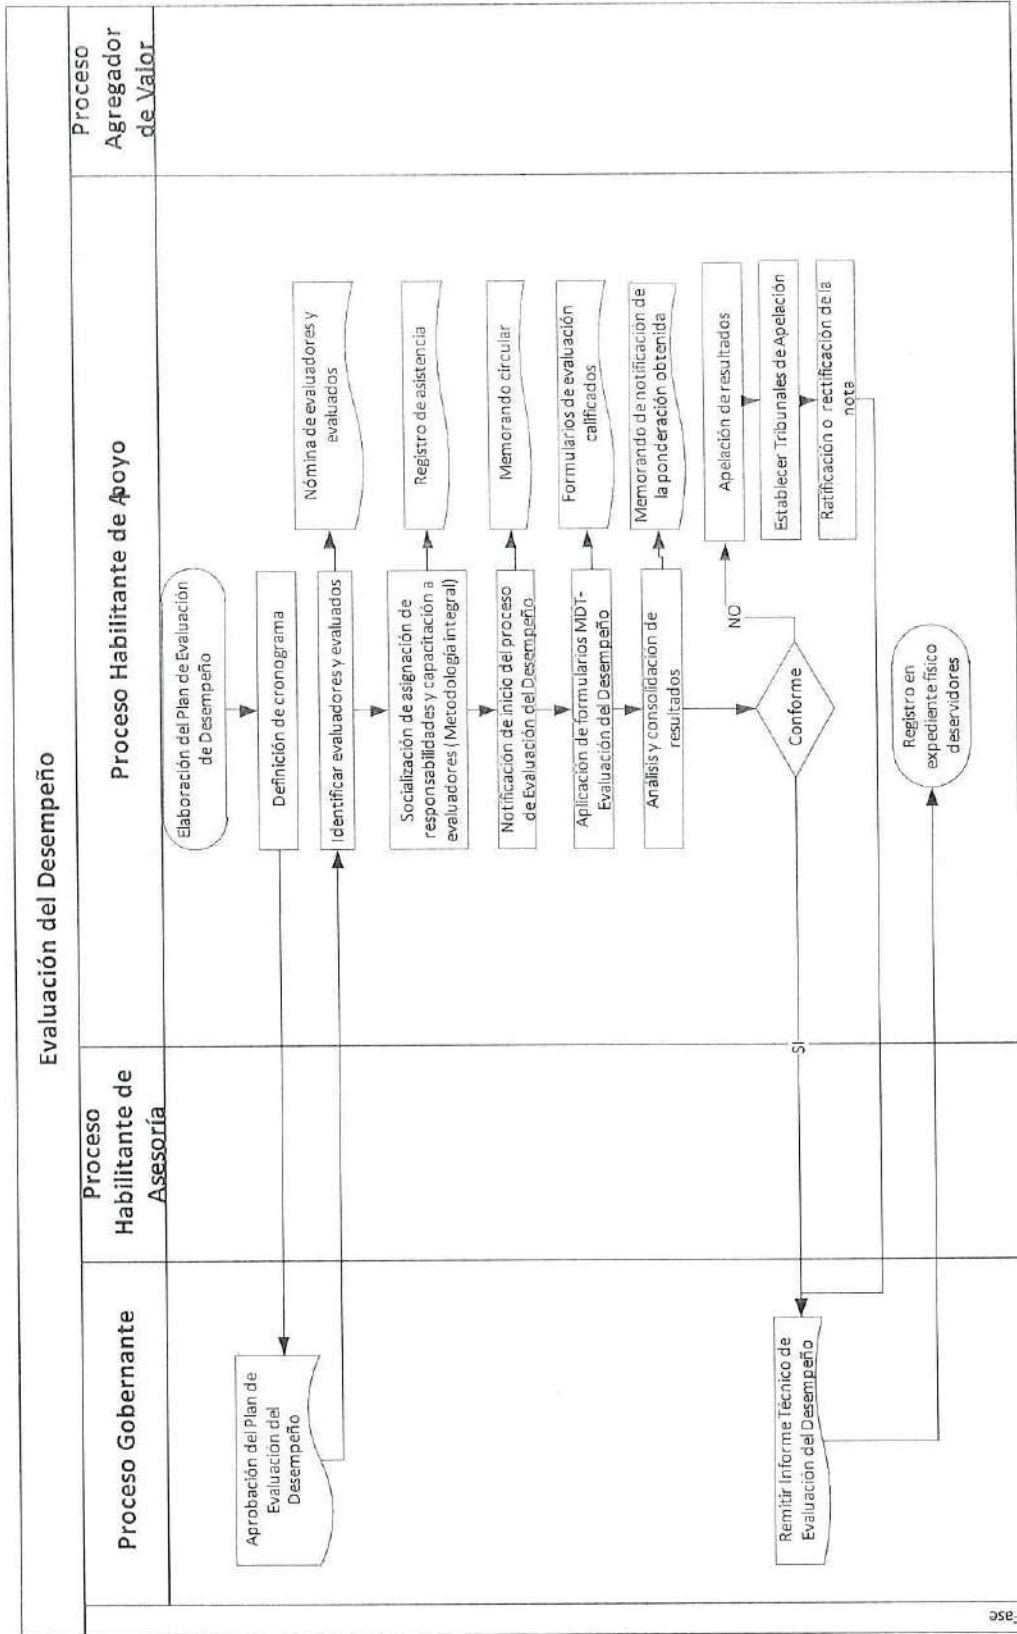 Evaluación del Desempeño
Proceso Gobernante
Proceso
Habilitante de
Asesoría
Proceso Habilitante de Apoyo
Proceso
Agregador
de Valor
Elaboración del Plan de Evaluación
de Desempeño
Definición de cronograma
Aprobación del Plan de
Evaluación del
Desempeño
Identificar evaluadores y evaluados
Nómina de evaluadores y
evaluados
Socialización de asignación de
responsabilidades y capacitación a
evaluadores (Metodología integral)
Registro de asistencia
Notificación de inicio del proceso
de Evaluación del Desempeño
Memorando circular
Aplicación de formularios MDT-
Evaluación del Desempeño
Formularios de evaluación
calificados
Análisis y consolidación de
resultados
Memorando de notificación de
la ponderación obtenida
Conforme
NO
SI
Apelación de resultados
Establecer Tribunales de Apelación
Ratificación o rectificación de la
nota
Remitir Informe Técnico de
Evaluación del Desempeño
Registro en
expediente físico
deservidores
Fase